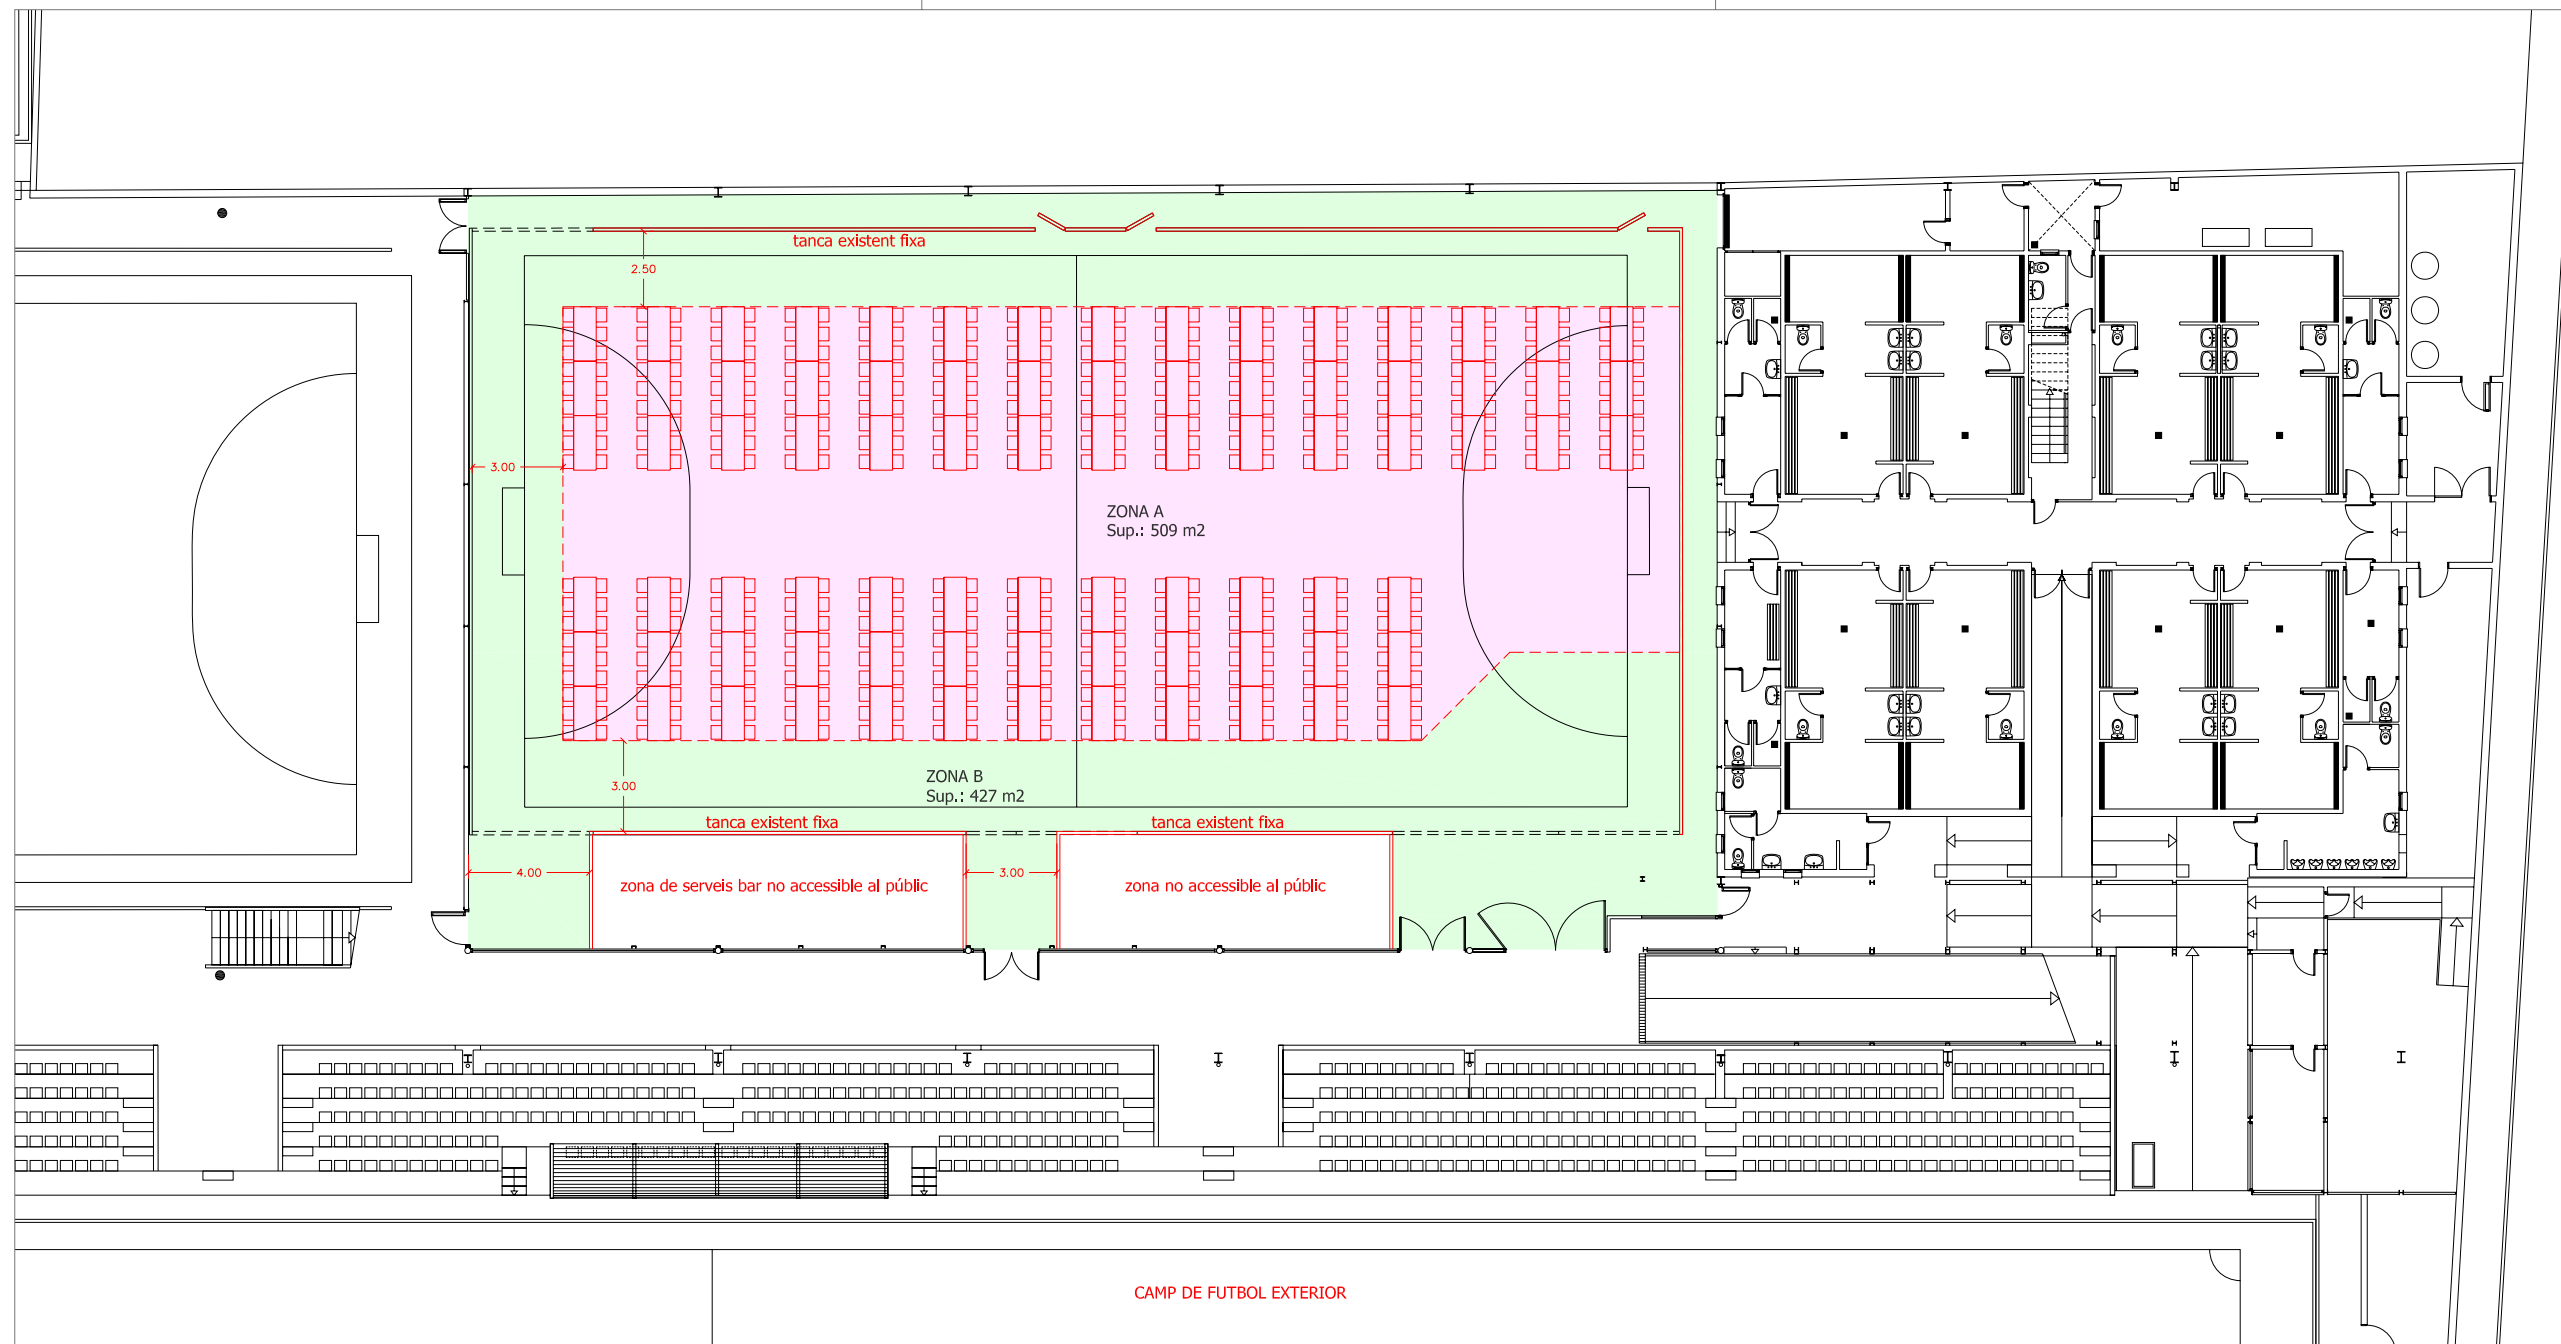 tanca existent fixa
2.50
3.00
ZONA A
Sup.: 509 m2
ZONA B
Sup.: 427 m2
3.00
tanca existent fixa
tanca existent fixa
4.00
zona de serveis bar no accessible al públic
3.00
zona no accessible al públic
CAMP DE FUTBOL EXTERIOR